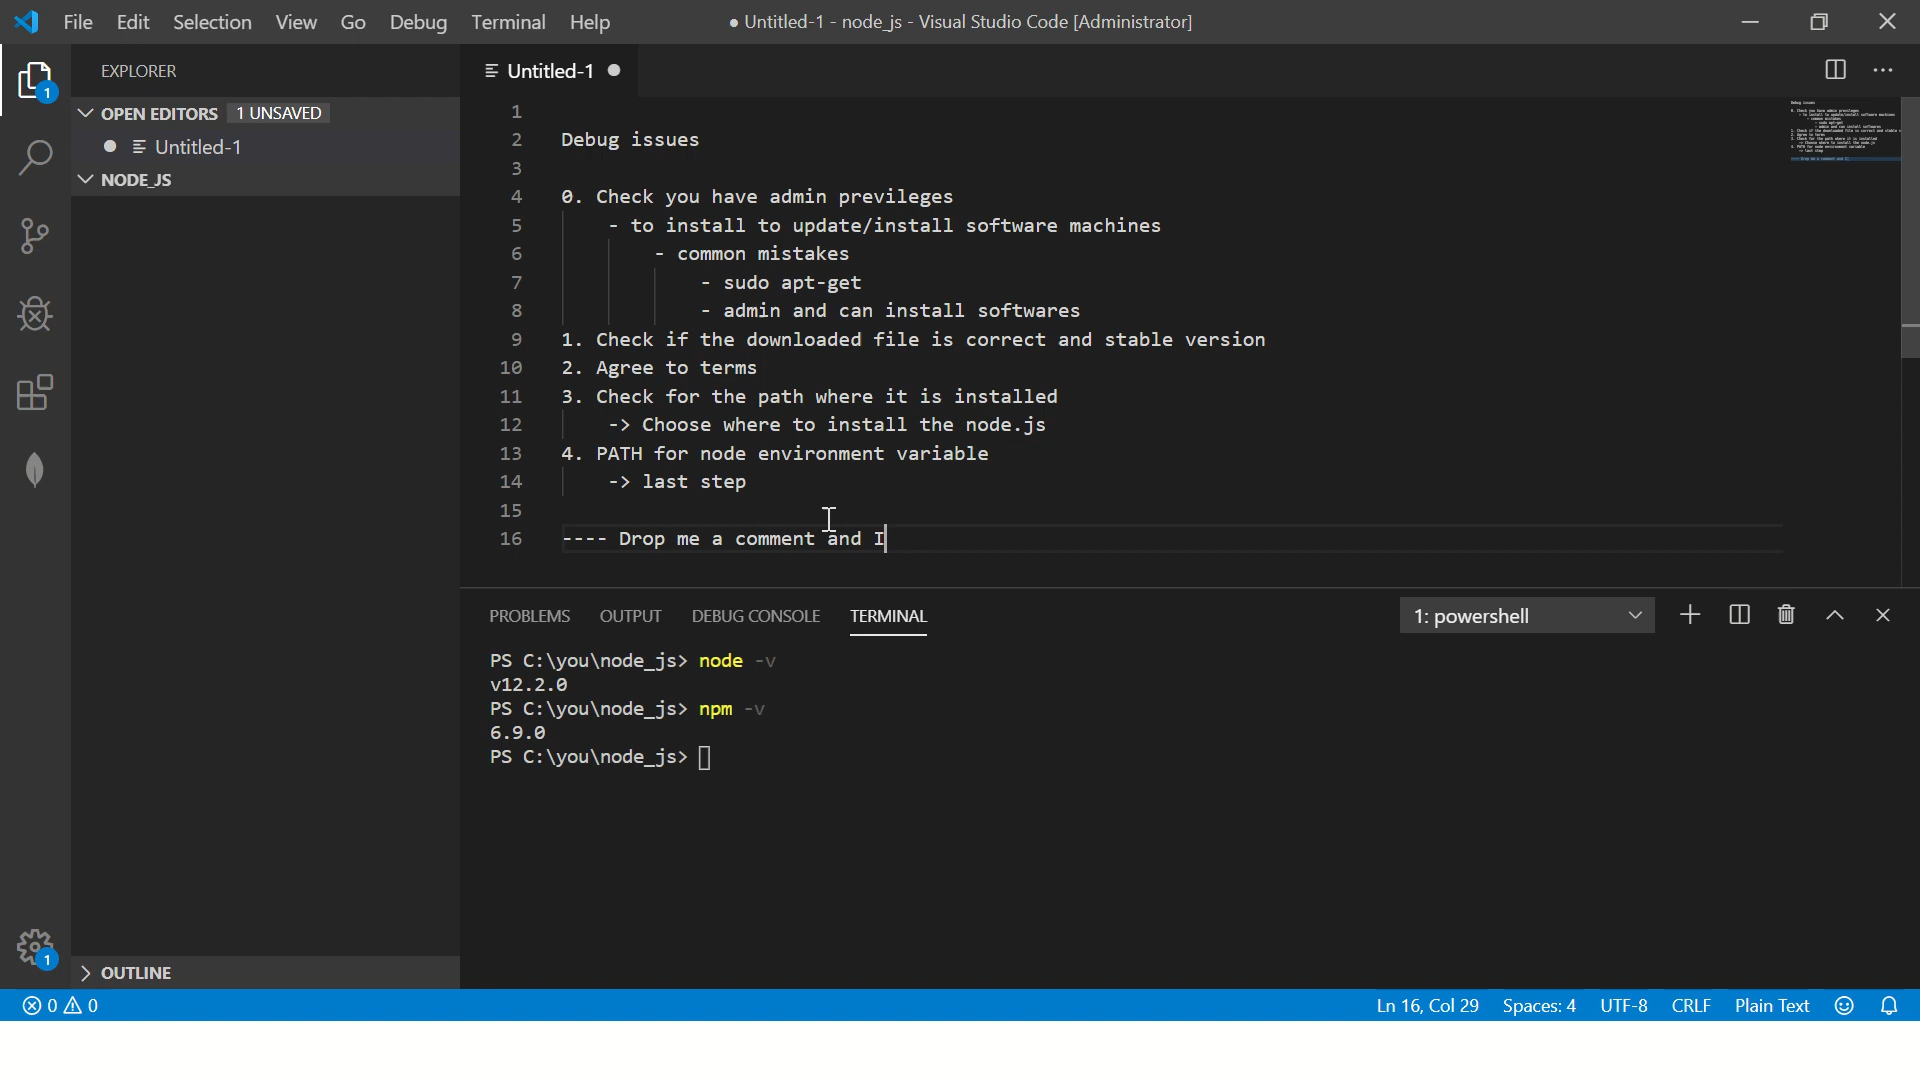 File Edit Selection View Go Debug Terminal Help ● Untitled-1 - node_js - Visual Studio Code [Administrator]
EXPLORER
Untitled-1
1
OPEN EDITORS 1 UNSAVED
Untitled-1
NODE_JS
1
2 Debug issues
3
4 0. Check you have admin previleges
5 - to install to update/install software machines
6 - common mistakes
7 - sudo apt-get
8 - admin and can install softwares
9 1. Check if the downloaded file is correct and stable version
10 2. Agree to terms
11 3. Check for the path where it is installed
12 -> Choose where to install the node.js
13 4. PATH for node environment variable
14 -> last step
15
16 ---- Drop me a comment and I
PROBLEMS OUTPUT DEBUG CONSOLE TERMINAL 1: powershell
PS C:\you\node_js> node -v
v12.2.0
PS C:\you\node_js> npm -v
6.9.0
PS C:\you\node_js>
1
OUTLINE
0 0 Ln 16, Col 29 Spaces: 4 UTF-8 CRLF Plain Text